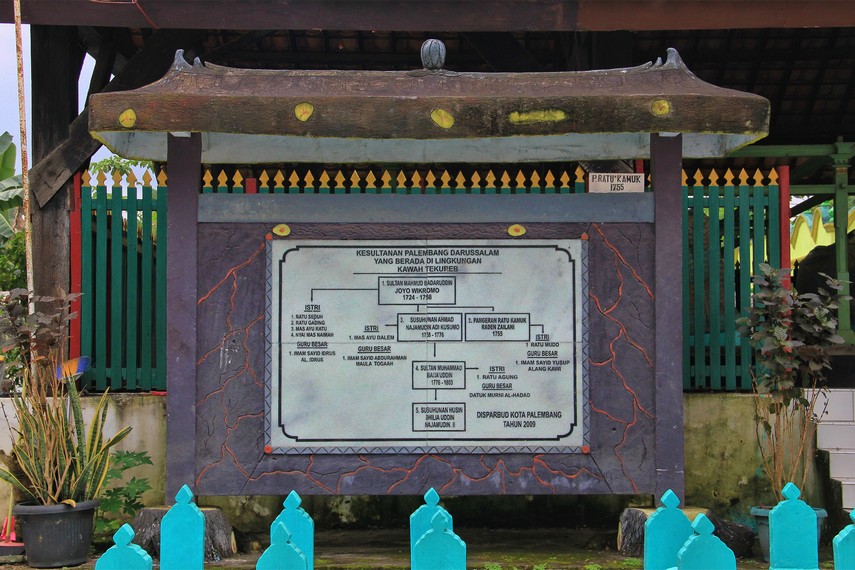 P.RATU KAMUK
1755
KESULTANAN PALEMBANG DARUSSALAM
YANG BERADA DI LINGKUNGAN
KAWAH TEKUREB
1. SULTAN MAHMUD BADARUDDIN
JOYO WIKROMO
1724 - 1758
ISTRI
1. RATU SEPUH
2. RATU GADING
3. MAS AYU RATU
4. NYAI MAS NAIMAH
GURU BESAR
1. IMAM SAYID IDRUS
AL. IDRUS
ISTRI
1. MAS AYU DALEM
GURU BESAR
1. IMAM SAYID ABDURAHMAN
MAULA TOGAAH
3. SUSUHUNAN AHMAD
NAJAMUDIN ADI KUSUMO
1758 - 1776
2. PANGERAN RATU KAMUK
RADEN ZAILANI
1755
ISTRI
1. RATU MUDO
GURU BESAR
1. IMAM SAYID YUSUP
ALANG KAWI
4. SULTAN MUHAMMAD
BAHAUDDIN
1776 - 1803
ISTRI
1. RATU AGUNG
GURU BESAR
DATUK MURNI AL-HADAD
5. SUSUHUNAN HUSIN
DHILIA UDDIN
NAJAMUDIN. II
DISPARBUD KOTA PALEMBANG
TAHUN 2009